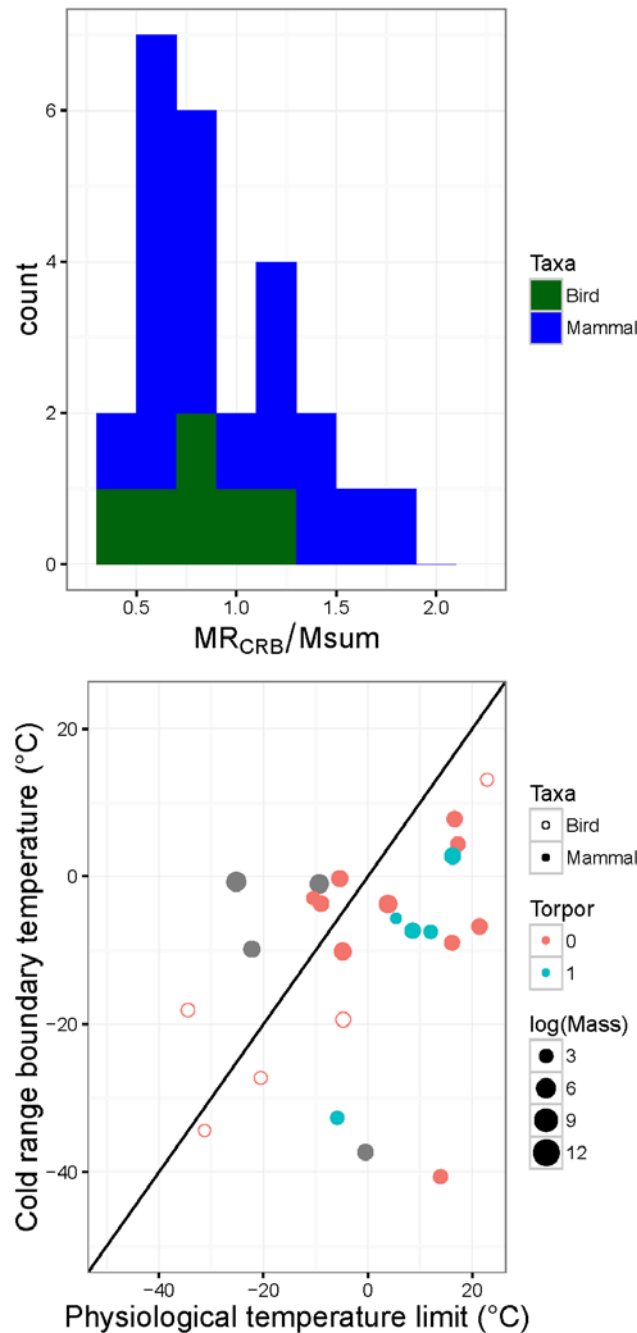 6
4
2
0
count
0.5 1.0 1.5 2.0
MRCRB/Msum
Taxa
Bird
Mammal
20
0
−20
−40
Cold range boundary temperature (°C)
−40 −20 0 20
Physiological temperature limit (°C)
Taxa
Bird
Mammal
Torpor
0
1
log(Mass)
3
6
9
12